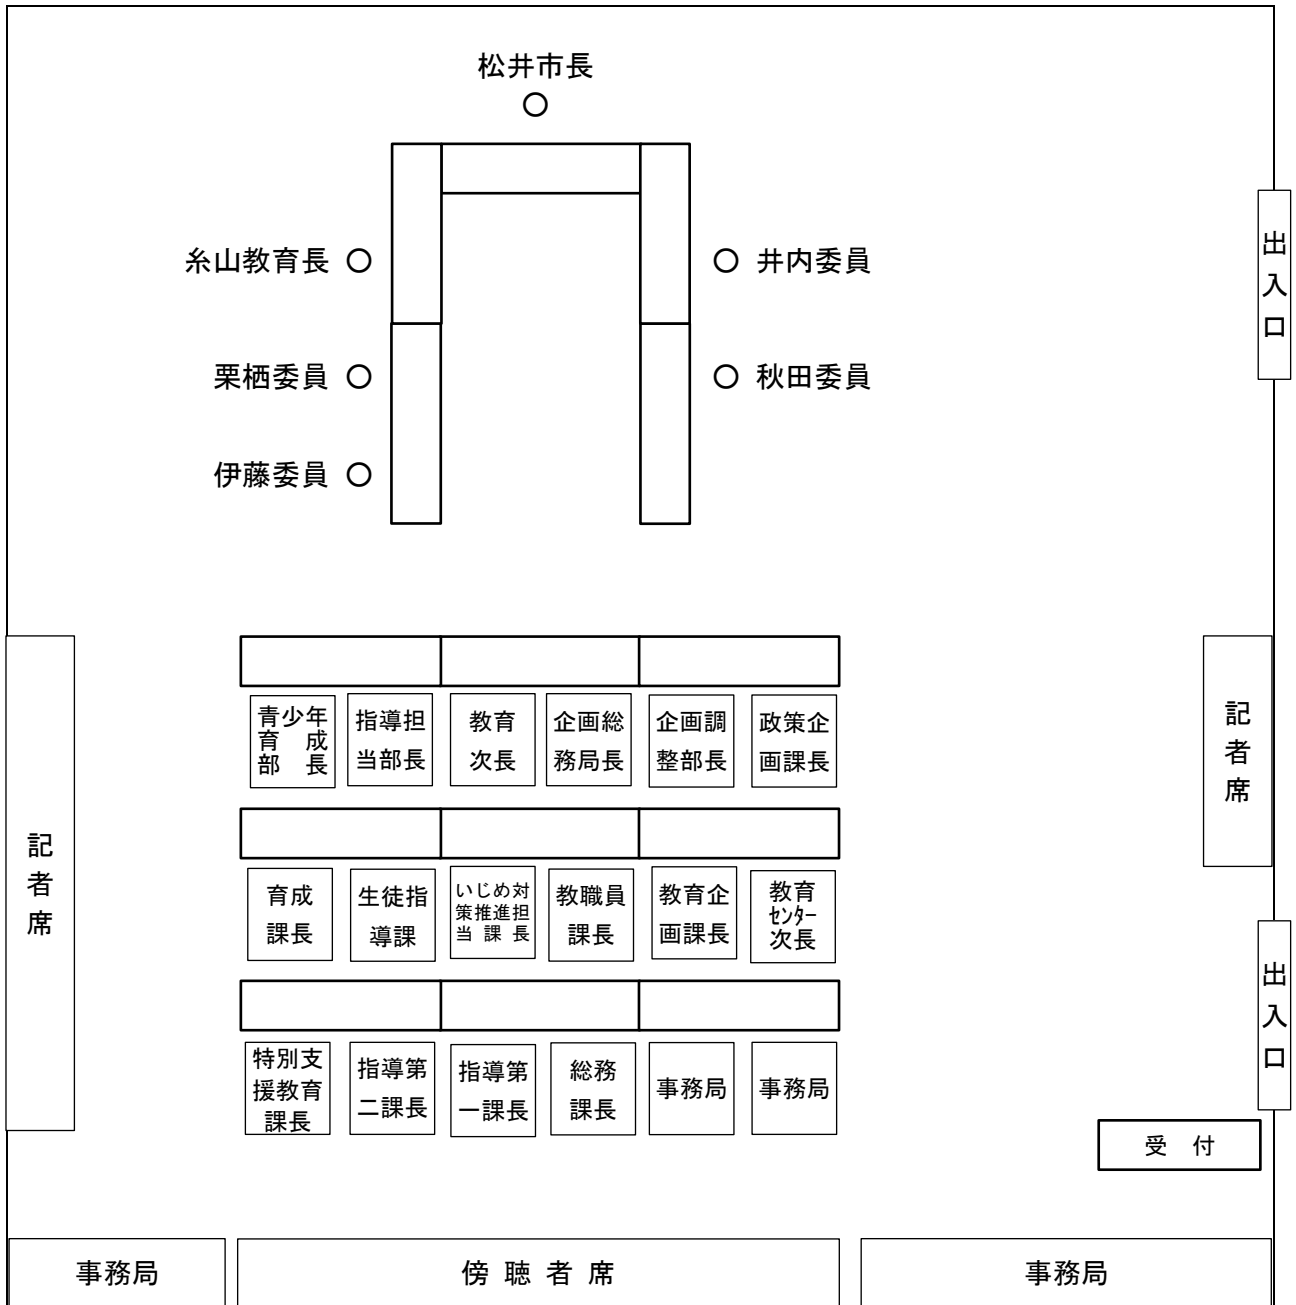 松井市長
糸山教育長
井内委員
栗栖委員
秋田委員
伊藤委員
出入口
記者席
記者席
青少年
育成
部長
指導担
当部長
教育
次長
企画総
務局長
企画調
整部長
政策企
画課長
育成
課長
生徒指
導課
いじめ対
策推進担
当課長
教職員
課長
教育企
画課長
教育
センター
次長
出入口
特別支
援教育
課長
指導第
二課長
指導第
一課長
総務
課長
事務局
事務局
受付
事務局
傍聴者席
事務局